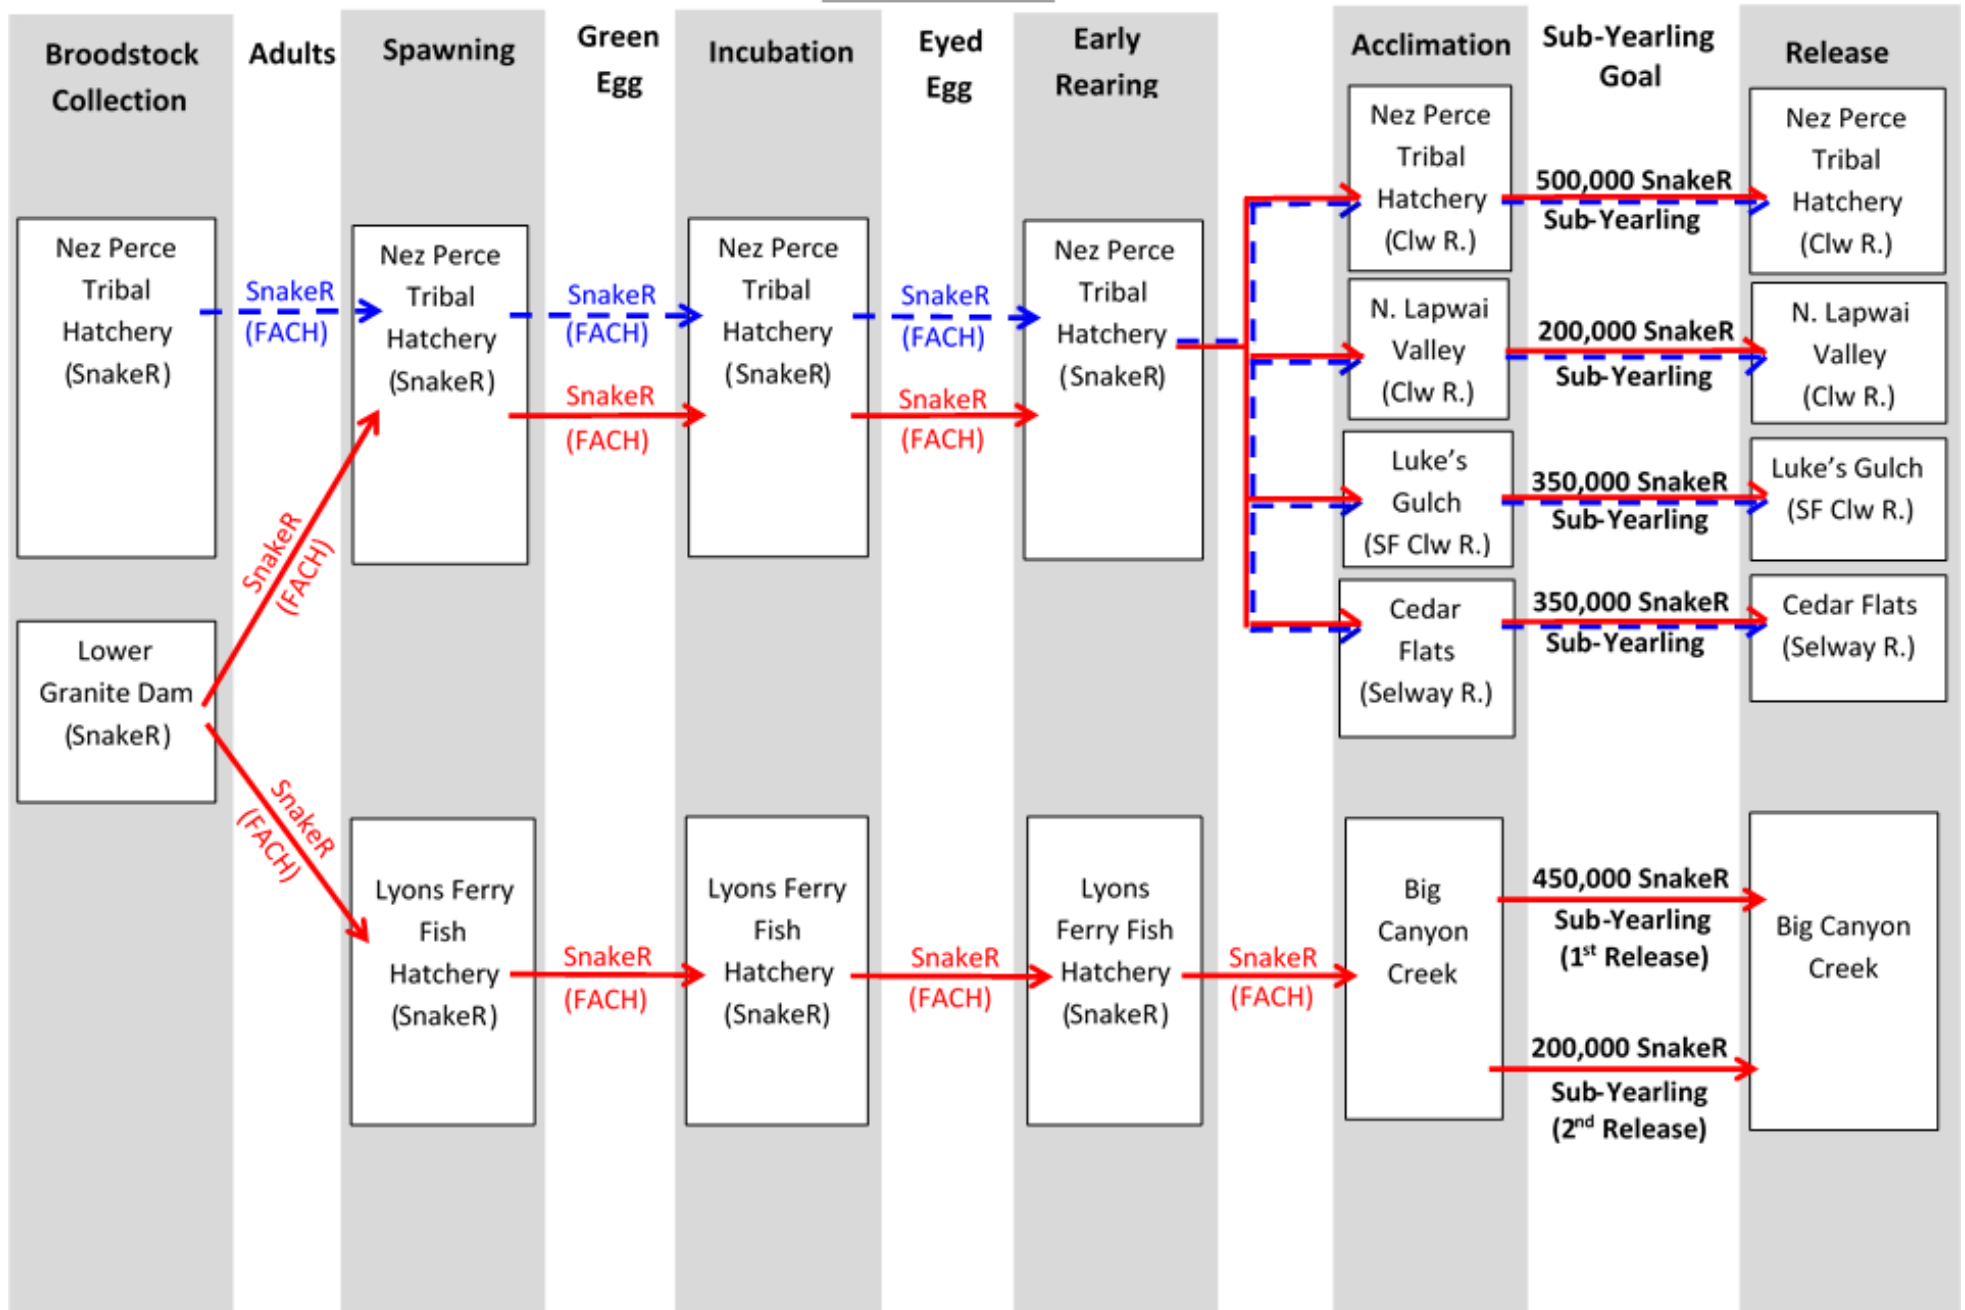 Broodstock
Collection
Adults
Spawning
Green
Egg
Incubation
Eyed
Egg
Early
Rearing
Acclimation
Sub-Yearling
Goal
Release
Nez Perce
Tribal
Hatchery
(SnakeR)
SnakeR
(FACH)
Nez Perce
Tribal
Hatchery
(SnakeR)
SnakeR
(FACH)
SnakeR
(FACH)
Nez Perce
Tribal
Hatchery
(SnakeR)
SnakeR
(FACH)
SnakeR
(FACH)
Nez Perce
Tribal
Hatchery
(SnakeR)
Nez Perce
Tribal
Hatchery
(Clw R.)
500,000 SnakeR
Sub-Yearling
Nez Perce
Tribal
Hatchery
(Clw R.)
N. Lapwai
Valley
(Clw R.)
200,000 SnakeR
Sub-Yearling
N. Lapwai
Valley
(Clw R.)
Luke's
Gulch
(SF Clw R.)
350,000 SnakeR
Sub-Yearling
Luke's Gulch
(SF Clw R.)
Cedar
Flats
(Selway R.)
350,000 SnakeR
Sub-Yearling
Cedar Flats
(Selway R.)
Lower
Granite Dam
(SnakeR)
SnakeR
(FACH)
SnakeR
(FACH)
Lyons Ferry
Fish
Hatchery
(SnakeR)
SnakeR
(FACH)
Lyons Ferry
Fish
Hatchery
(SnakeR)
SnakeR
(FACH)
Lyons
Ferry Fish
Hatchery
(SnakeR)
SnakeR
(FACH)
Big
Canyon
Creek
450,000 SnakeR
Sub-Yearling
(1st Release)
200,000 SnakeR
Sub-Yearling
(2nd Release)
Big Canyon
Creek